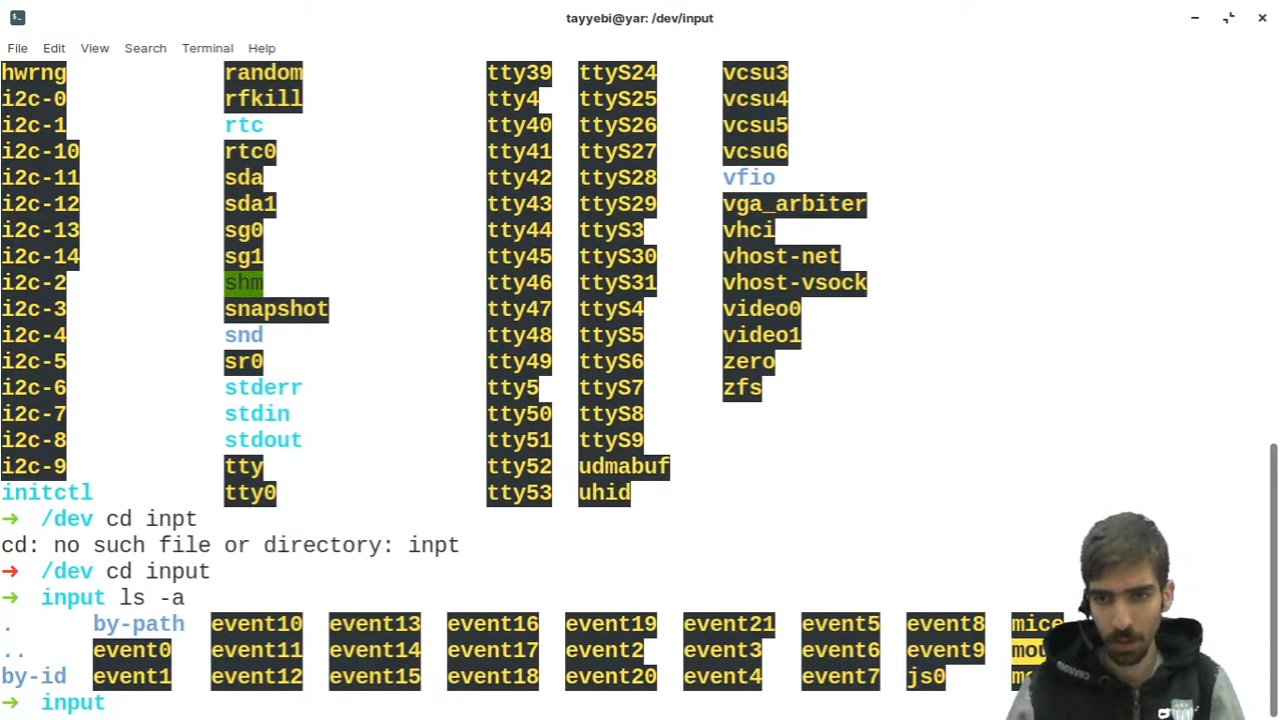 tayyebi@yar: /dev/input
File Edit View Search Terminal Help
hwrng random tty39 ttyS24 vcsu3
i2c-0 rfkill tty4 ttyS25 vcsu4
i2c-1 rtc tty40 ttyS26 vcsu5
i2c-10 rtc0 tty41 ttyS27 vcsu6
i2c-11 sda tty42 ttyS28 vfio
i2c-12 sda1 tty43 ttyS29 vga_arbiter
i2c-13 sg0 tty44 ttyS3 vhci
i2c-14 sg1 tty45 ttyS30 vhost-net
i2c-2 shm tty46 ttyS31 vhost-vsock
i2c-3 snapshot tty47 ttyS4 video0
i2c-4 snd tty48 ttyS5 video1
i2c-5 sr0 tty49 ttyS6 zero
i2c-6 stderr tty5 ttyS7 zfs
i2c-7 stdin tty50 ttyS8
i2c-8 stdout tty51 ttyS9
i2c-9 tty tty52 udmabuf
initctl tty0 tty53 uhid
➜ /dev cd inpt
cd: no such file or directory: inpt
➜ /dev cd input
➜ input ls -a
. by-path event10 event13 event16 event19 event21 event5 event8 mice
.. event0 event11 event14 event17 event2 event3 event6 event9
by-id event1 event12 event15 event18 event20 event4 event7 js0
➜ input